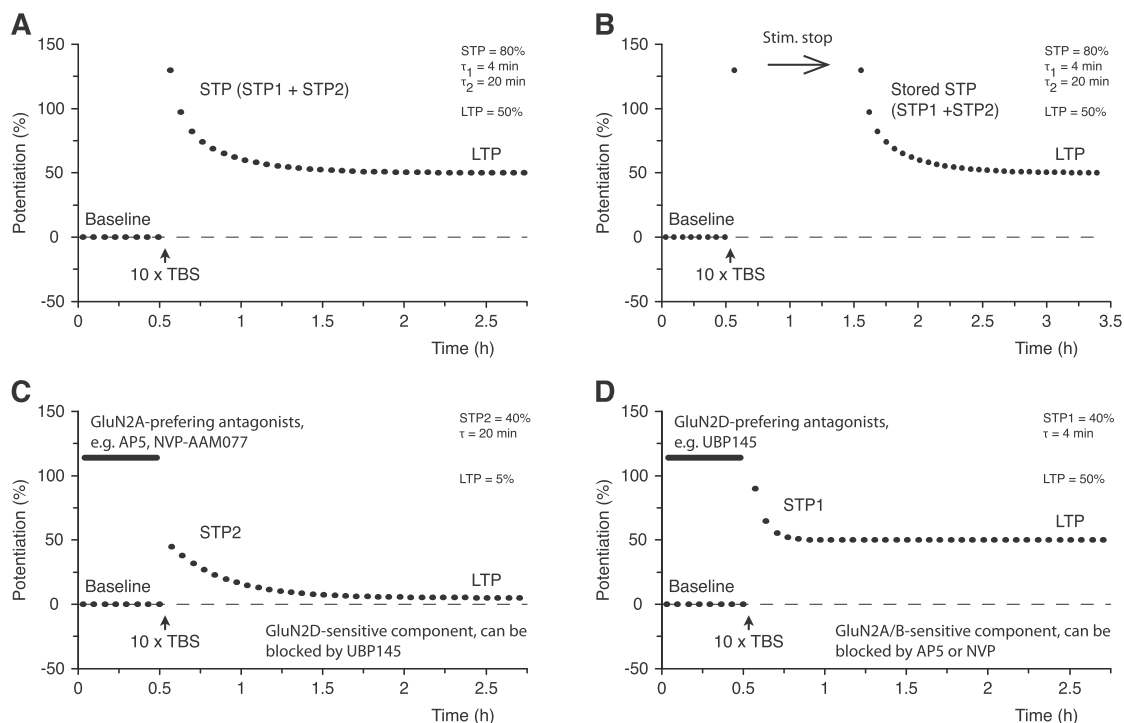 A
150
100
50
0
-50
Potentiation (%)
STP = 80%
τ1 = 4 min
τ2 = 20 min
LTP = 50%
STP (STP1 + STP2)
LTP
Baseline
10 x TBS
0 0.5 1 1.5 2 2.5
Time (h)
B
150
100
50
0
-50
Potentiation (%)
Stim. stop
STP = 80%
τ1 = 4 min
τ2 = 20 min
LTP = 50%
Stored STP
(STP1 +STP2)
LTP
Baseline
10 x TBS
0 0.5 1 1.5 2 2.5 3 3.5
Time (h)
C
150
100
50
0
-50
Potentiation (%)
GluN2A-prefering antagonists,
e.g. AP5, NVP-AAM077
STP2 = 40%
τ = 20 min
LTP = 5%
STP2
LTP
Baseline
10 x TBS
GluN2D-sensitive component, can be
blocked by UBP145
0 0.5 1 1.5 2 2.5
Time (h)
D
150
100
50
0
-50
Potentiation (%)
GluN2D-prefering antagonists,
e.g. UBP145
STP1 = 40%
τ = 4 min
LTP = 50%
STP1
LTP
Baseline
10 x TBS
GluN2A/B-sensitive component, can be
blocked by AP5 or NVP
0 0.5 1 1.5 2 2.5
Time (h)